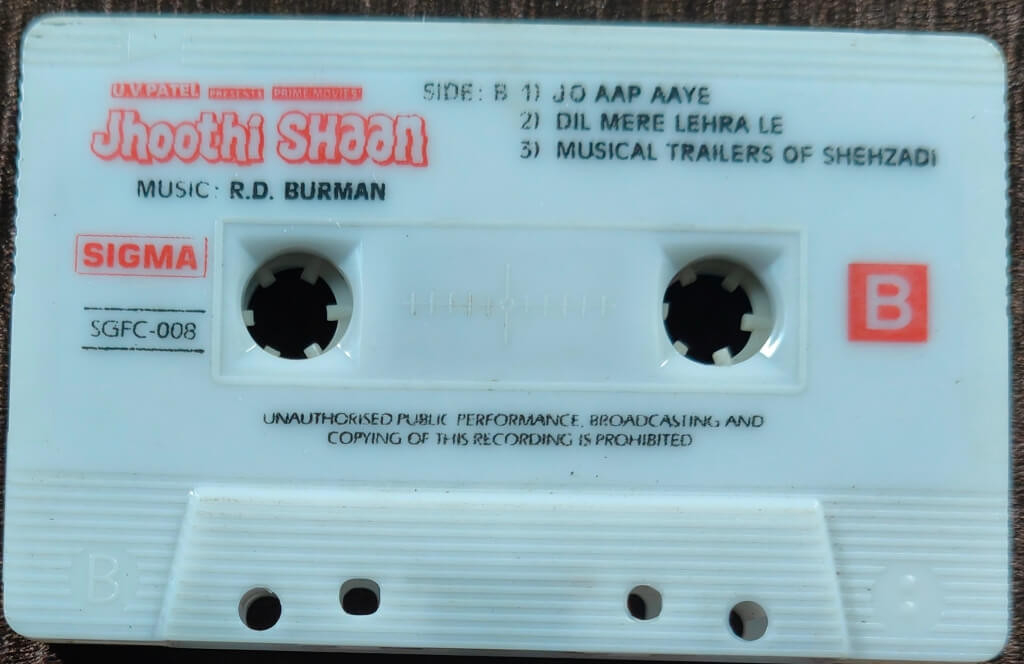 U.V. PATEL PRESENTS PRIME MOVIES'
Jhoothi SHaan
MUSIC: R.D. BURMAN
SIDE: B 1) JO AAP AAYE
2) DIL MERE LEHRA LE
3) MUSICAL TRAILERS OF SHEHZADI
SIGMA
SGFC-008
B
UNAUTHORISED PUBLIC PERFORMANCE, BROADCASTING AND
COPYING OF THIS RECORDING IS PROHIBITED
B